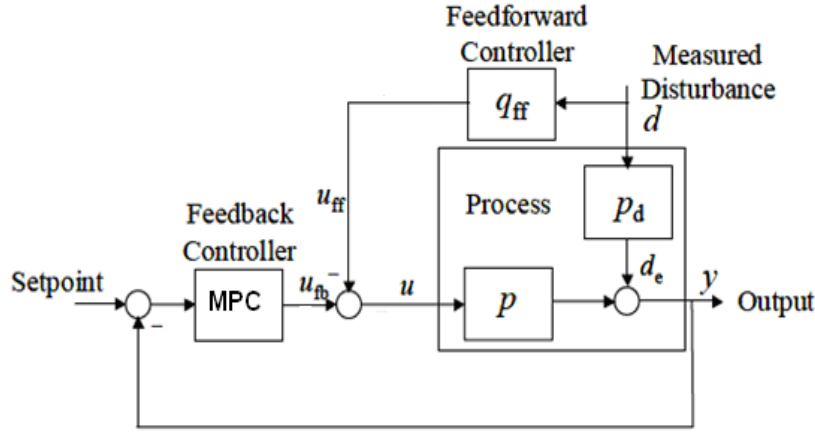 Feedforward
Controller
Measured
Disturbance
q_ff
d
u_ff
Process
p_d
Feedback
Controller
d_e
Setpoint
MPC
u_fb
−
u
p
y
Output
−